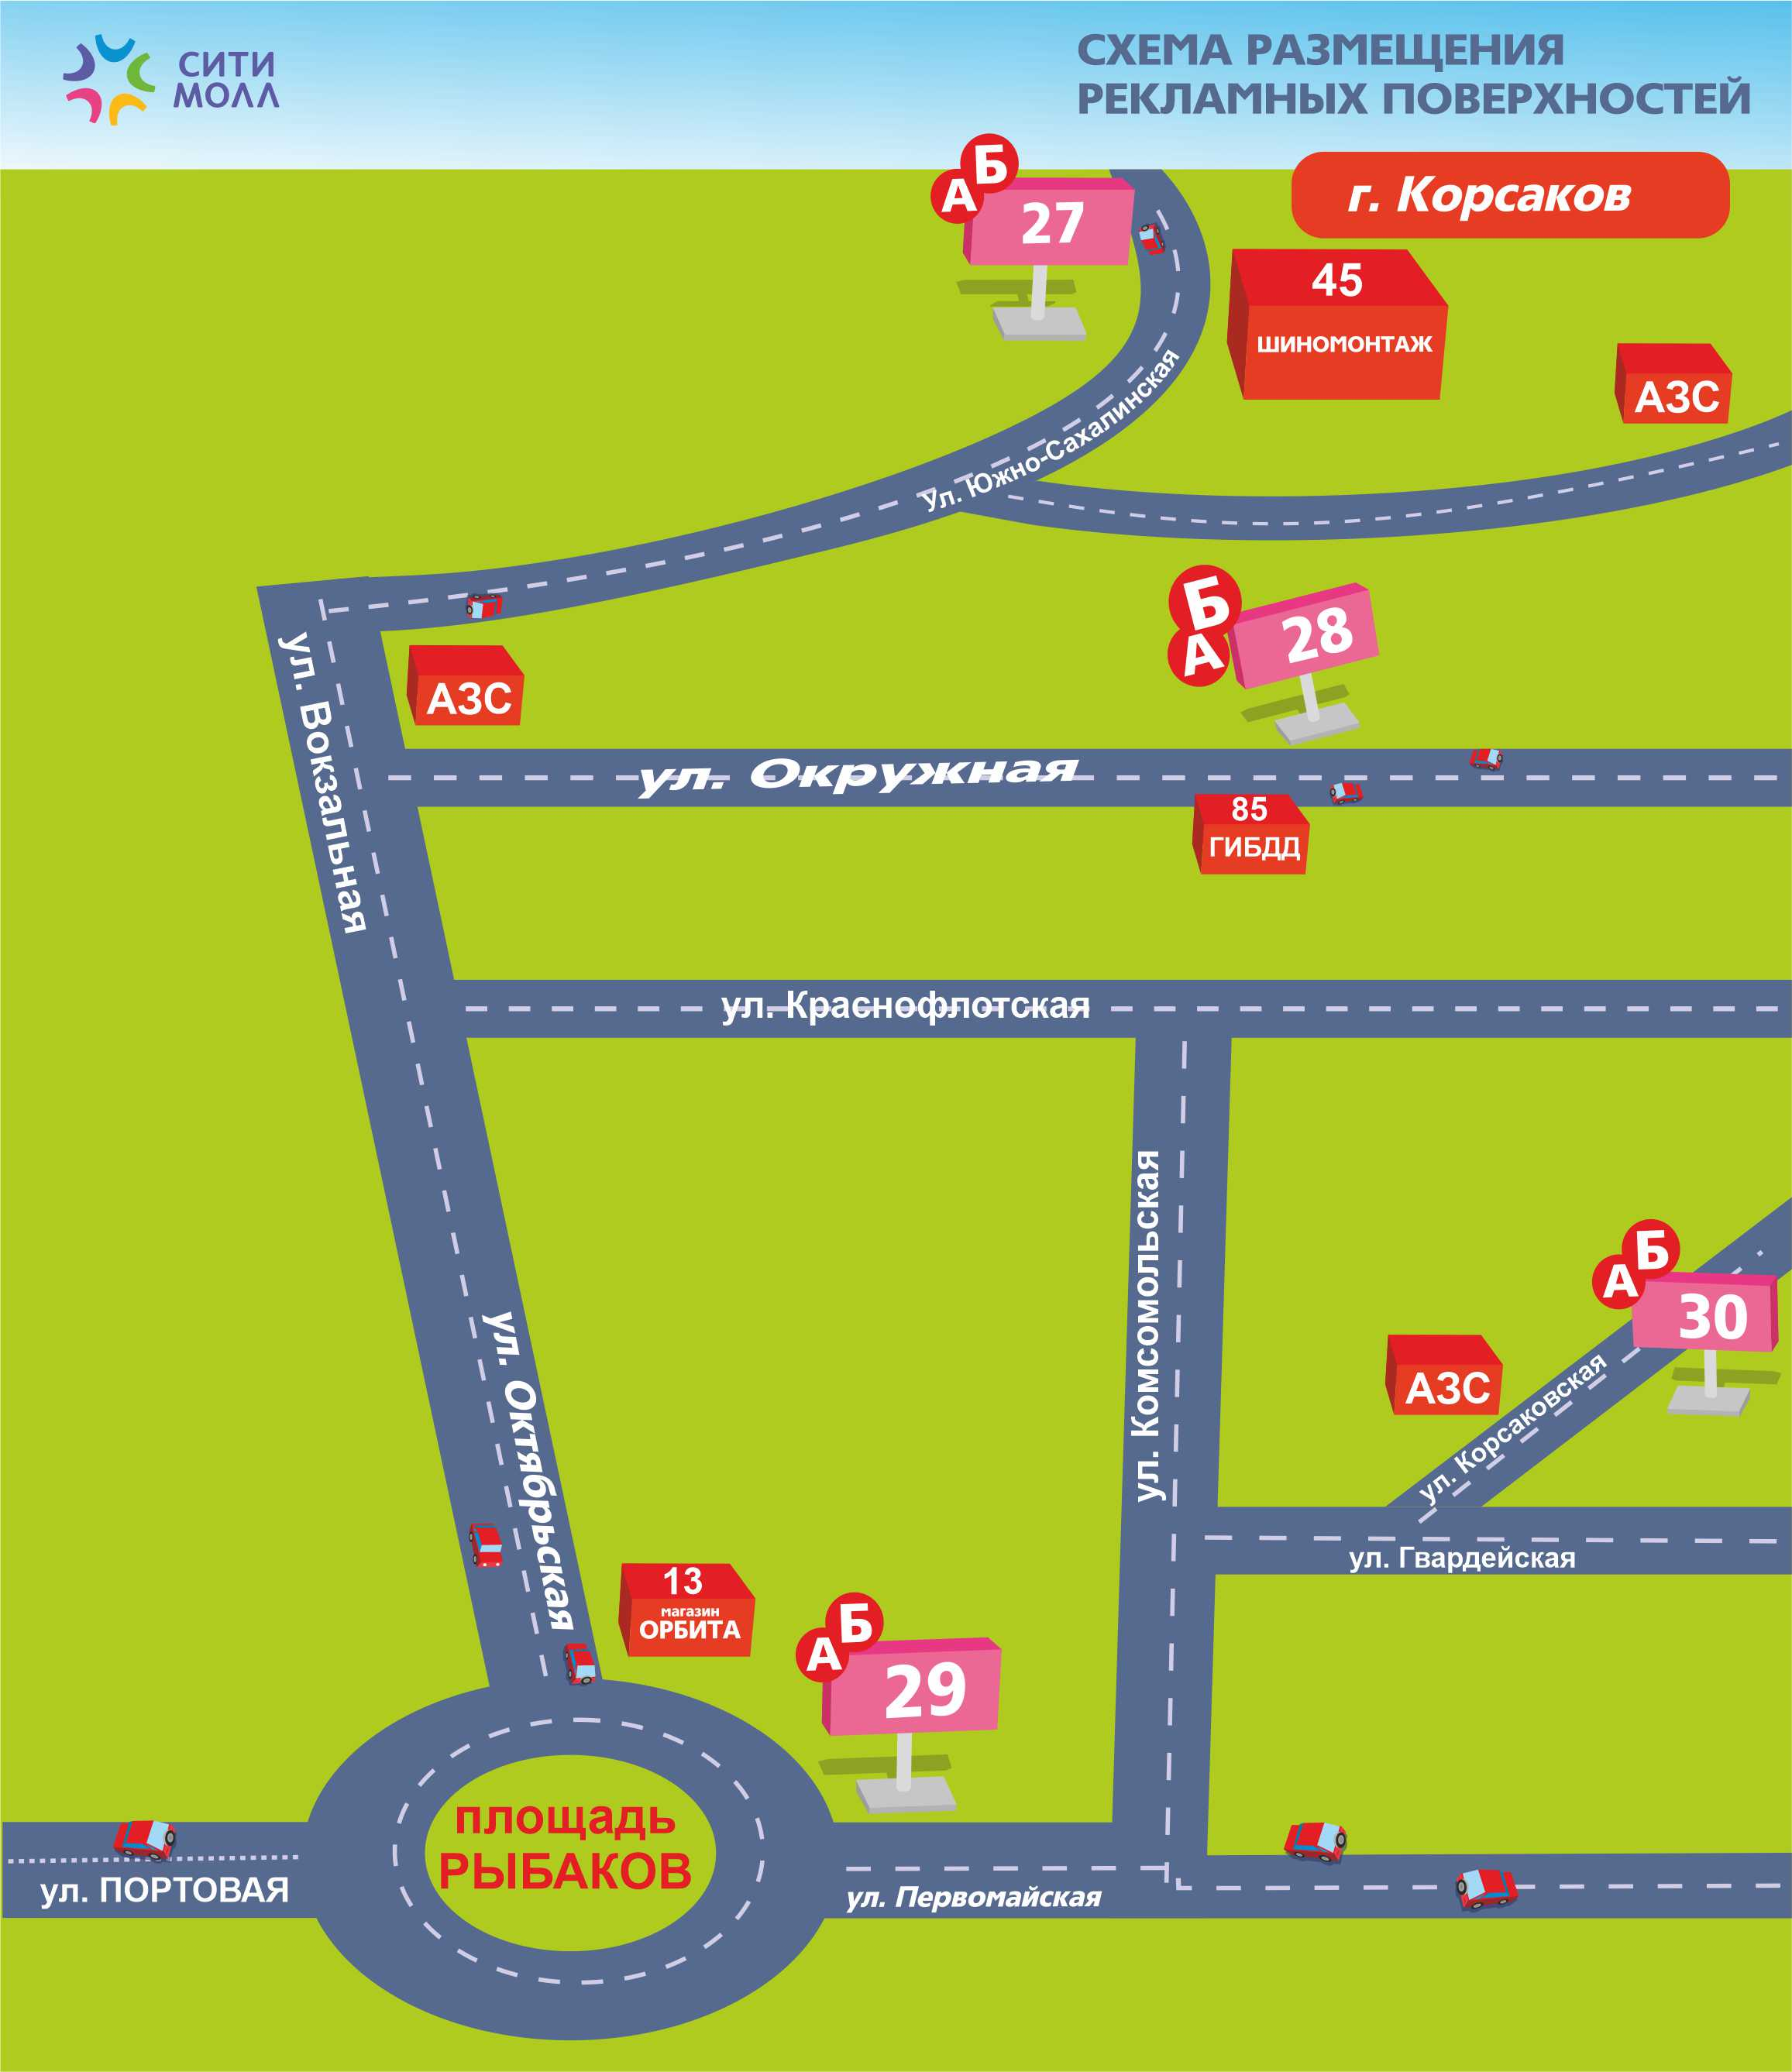 СИТИ
МОЛЛ
СХЕМА РАЗМЕЩЕНИЯ
РЕКЛАМНЫХ ПОВЕРХНОСТЕЙ
г. Корсаков
Б
А
27
45
ШИНОМОНТАЖ
АЗС
Ул. Южно-Сахалинская
Б
А
28
АЗС
ул. Вокзальная
ул. Окружная
85
ГИБДД
ул. Краснофлотская
ул. Комсомольская
Б
А
30
АЗС
ул. Корсаковская
ул. Октябрьская
ул. Гвардейская
13
магазин
ОРБИТА
Б
А
29
площадь
РЫБАКОВ
ул. ПОРТОВАЯ
ул. Первомайская